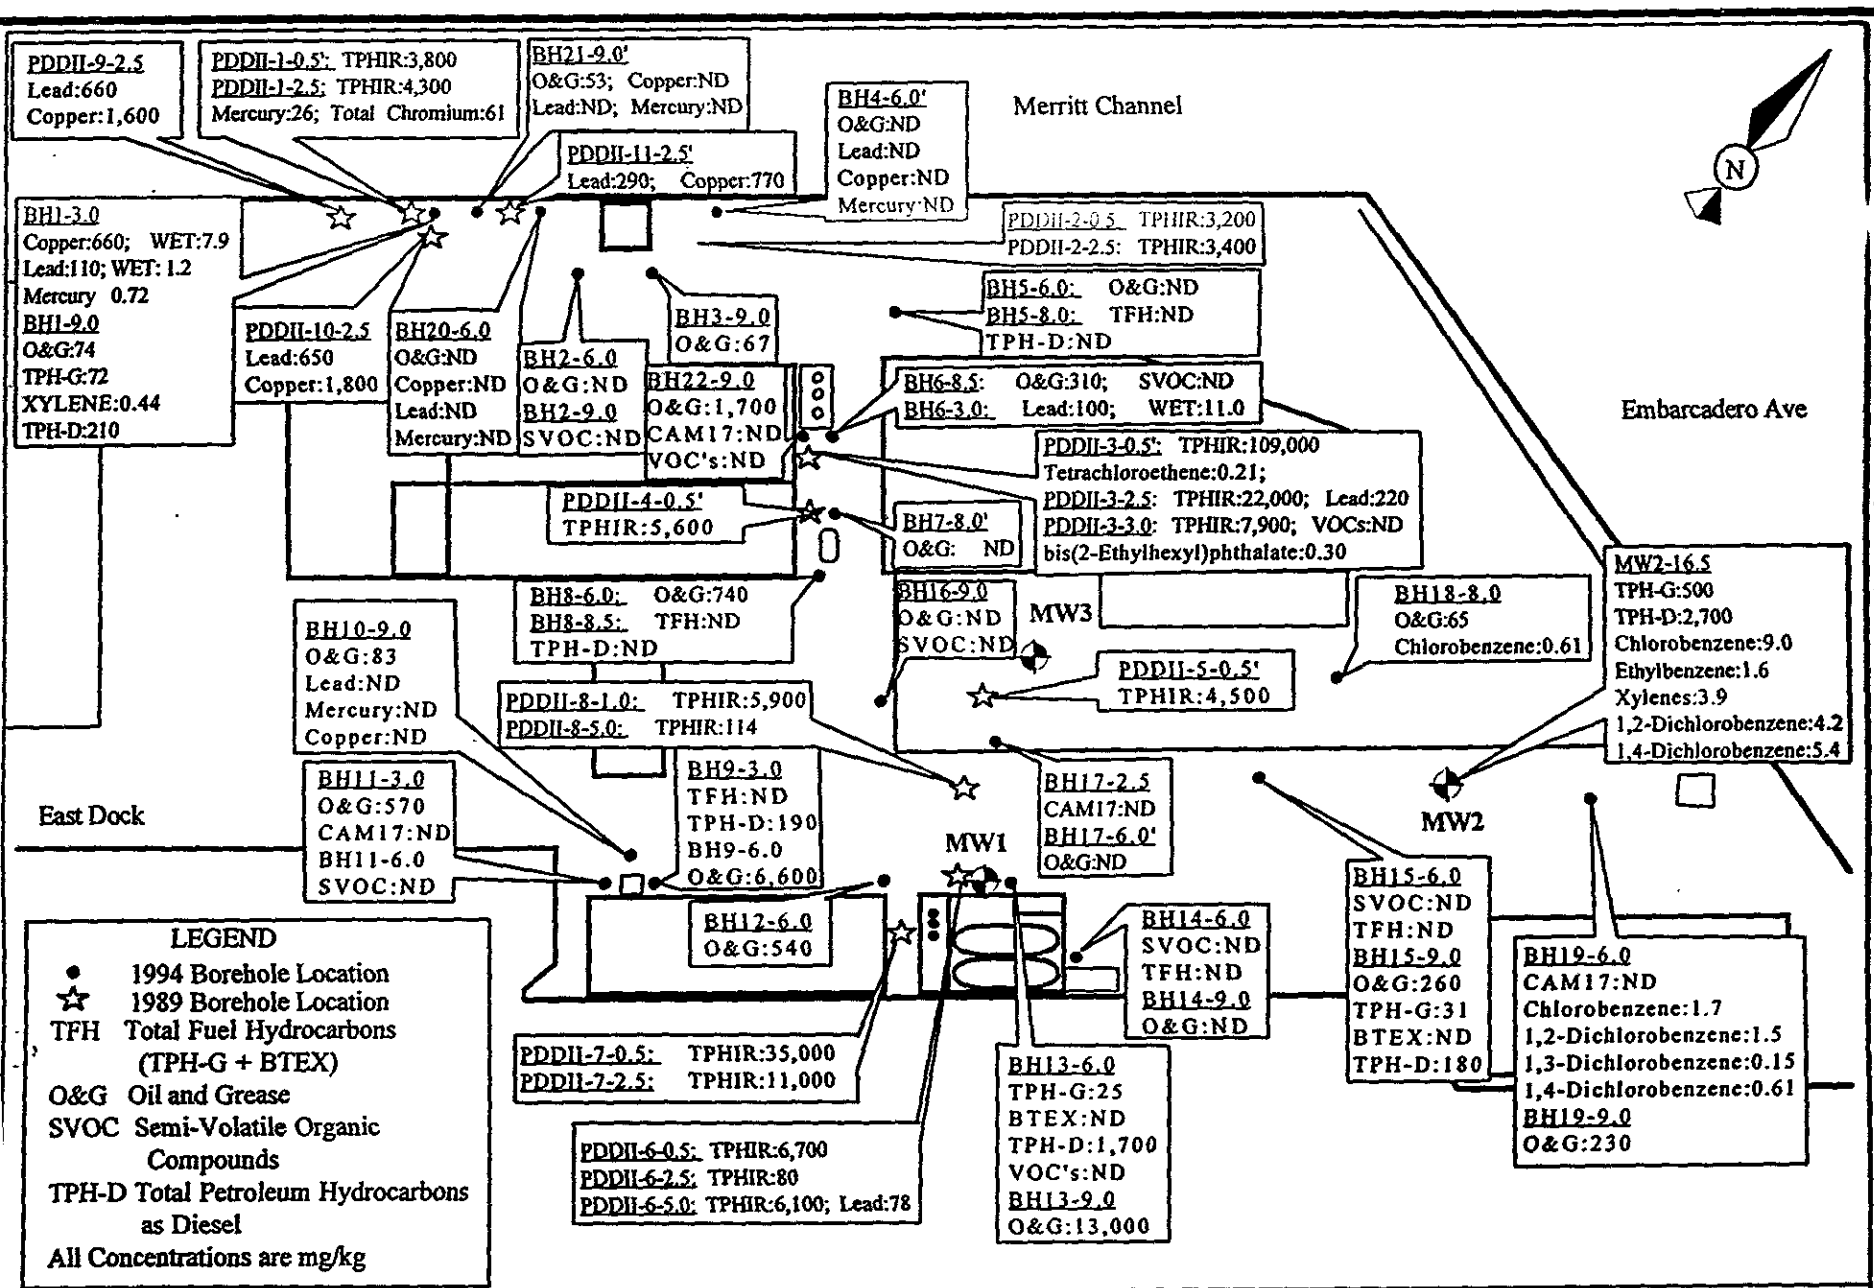 PDDII-9-2.5
Lead:660
Copper:1,600
PDDII-1-0.5': TPHIR:3,800
PDDII-1-2.5: TPHIR:4,300
Mercury:26; Total Chromium:61
BH21-9.0'
O&G:53; Copper:ND
Lead:ND; Mercury:ND
PDDII-11-2.5'
Lead:290; Copper:770
BH4-6.0'
O&G:ND
Lead:ND
Copper:ND
Mercury:ND
Merritt Channel
N
BH1-3.0
Copper:660; WET:7.9
Lead:110; WET: 1.2
Mercury 0.72
BH1-9.0
O&G:74
TPH-G:72
XYLENE:0.44
TPH-D:210
PDDII-2-0.5 TPHIR:3,200
PDDII-2-2.5: TPHIR:3,400
BH5-6.0: O&G:ND
BH5-8.0: TFH:ND
TPH-D:ND
PDDII-10-2.5
Lead:650
Copper:1,800
BH20-6.0
O&G:ND
Copper:ND
Lead:ND
Mercury:ND
BH2-6.0
O&G:ND
BH2-9.0
SVOC:ND
BH3-9.0
O&G:67
BH22-9.0
O&G:1,700
CAM17:ND
VOC's:ND
BH6-8.5: O&G:310; SVOC:ND
BH6-3.0: Lead:100; WET:11.0
Embarcadero Ave
PDDII-3-0.5': TPHIR:109,000
Tetrachloroethene:0.21;
PDDII-3-2.5: TPHIR:22,000; Lead:220
PDDII-3-3.0: TPHIR:7,900; VOCs:ND
bis(2-Ethylhexyl)phthalate:0.30
PDDII-4-0.5'
TPHIR:5,600
BH7-8.0'
O&G: ND
BH8-6.0: O&G:740
BH8-8.5: TFH:ND
TPH-D:ND
BH16-9.0
O&G:ND
SVOC:ND
MW3
BH18-8.0
O&G:65
Chlorobenzene:0.61
MW2-16.5
TPH-G:500
TPH-D:2,700
Chlorobenzene:9.0
Ethylbenzene:1.6
Xylenes:3.9
1,2-Dichlorobenzene:4.2
1,4-Dichlorobenzene:5.4
BH10-9.0
O&G:83
Lead:ND
Mercury:ND
Copper:ND
PDDII-8-1.0: TPHIR:5,900
PDDII-8-5.0: TPHIR:114
PDDII-5-0.5'
TPHIR:4,500
BH11-3.0
O&G:570
CAM17:ND
BH11-6.0
SVOC:ND
BH9-3.0
TFH:ND
TPH-D:190
BH9-6.0
O&G:6,600
BH17-2.5
CAM17:ND
BH17-6.0'
O&G:ND
East Dock
MW1
MW2
BH12-6.0
O&G:540
BH14-6.0
SVOC:ND
TFH:ND
BH14-9.0
O&G:ND
BH15-6.0
SVOC:ND
TFH:ND
BH15-9.0
O&G:260
TPH-G:31
BTEX:ND
TPH-D:180
BH19-6.0
CAM17:ND
Chlorobenzene:1.7
1,2-Dichlorobenzene:1.5
1,3-Dichlorobenzene:0.15
1,4-Dichlorobenzene:0.61
BH19-9.0
O&G:230
PDDII-7-0.5: TPHIR:35,000
PDDII-7-2.5: TPHIR:11,000
BH13-6.0
TPH-G:25
BTEX:ND
TPH-D:1,700
VOC's:ND
BH13-9.0
O&G:13,000
PDDII-6-0.5: TPHIR:6,700
PDDII-6-2.5: TPHIR:80
PDDII-6-5.0: TPHIR:6,100; Lead:78
LEGEND
1994 Borehole Location
1989 Borehole Location
TFH Total Fuel Hydrocarbons
(TPH-G + BTEX)
O&G Oil and Grease
SVOC Semi-Volatile Organic
Compounds
TPH-D Total Petroleum Hydrocarbons
as Diesel
All Concentrations are mg/kg